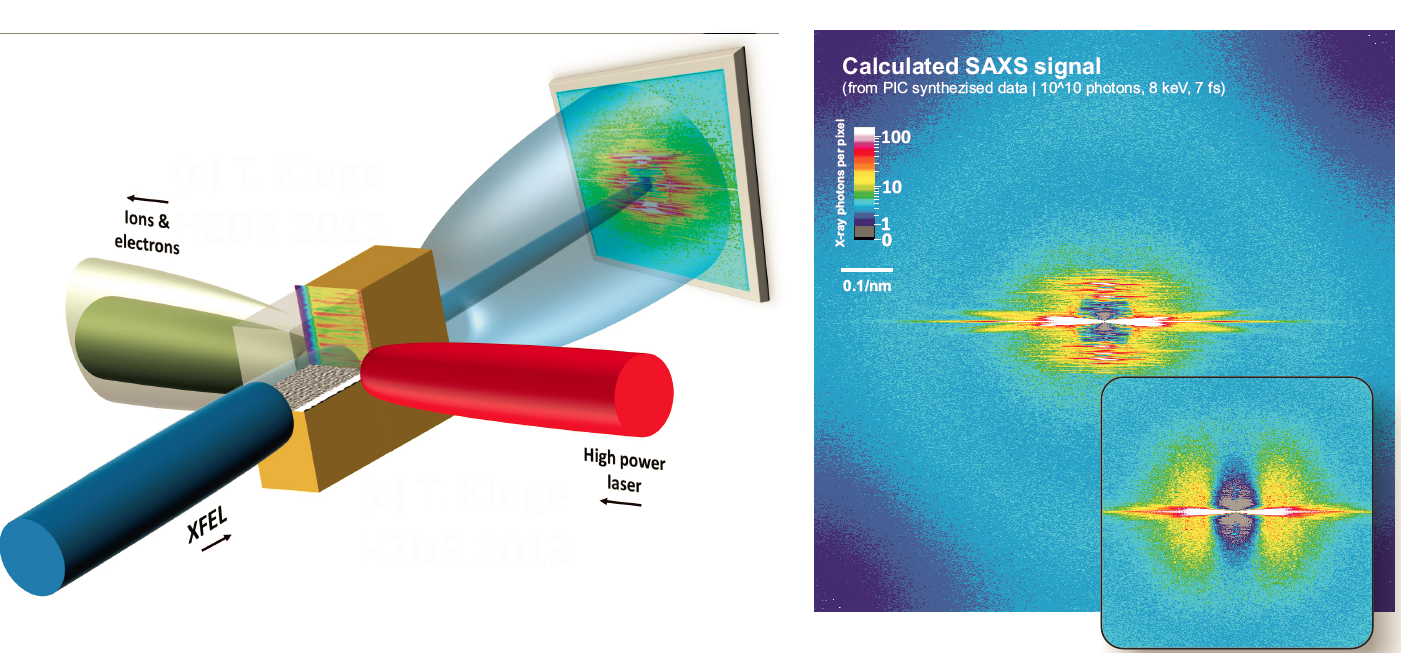 (c) T. Kluge
HZDR 2013
Ions &
electrons
High power
laser
XFEL
(c) T. Kluge
HZDR 2013
Calculated SAXS signal
(from PIC synthezised data | 10^10 photons, 8 keV, 7 fs)
X-ray photons per pixel
100
10
1
0
0.1/nm